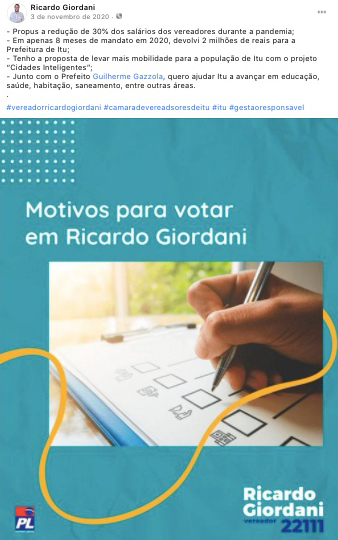 Ricardo Giordani
3 de novembro de 2020 ·
- Propus a redução de 30% dos salários dos vereadores durante a pandemia;
- Em apenas 8 meses de mandato em 2020, devolvi 2 milhões de reais para a
Prefeitura de Itu;
- Tenho a proposta de levar mais mobilidade para a população de Itu com o projeto
"Cidades Inteligentes";
- Junto com o Prefeito Guilherme Gazzola, quero ajudar Itu a avançar em educação,
saúde, habitação, saneamento, entre outras áreas.
.
#vereadorricardogiordani #camaradevereadsoresdeitu #itu #gestaoresponsavel
Motivos para votar
em Ricardo Giordani
PL
Ricardo
Giordani
vereador 22111